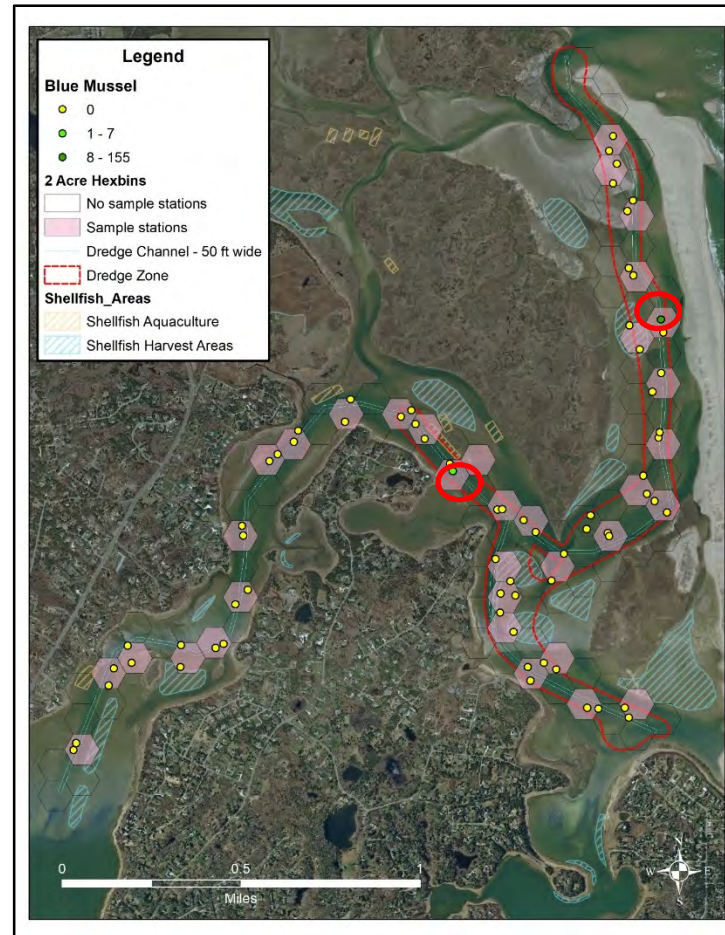 Legend
Blue Mussel
0
1 - 7
8 - 155
2 Acre Hexbins
No sample stations
Sample stations
Dredge Channel - 50 ft wide
Dredge Zone
Shellfish_Areas
Shellfish Aquaculture
Shellfish Harvest Areas
0 0.5 1
Miles
N
W E
S